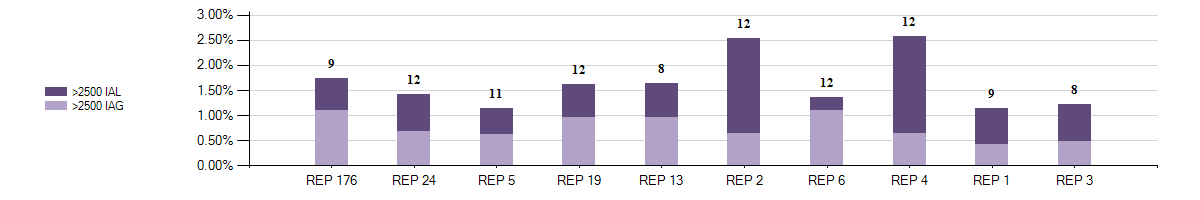 3.00%
2.50%
2.00%
1.50%
1.00%
0.50%
0.00%
>2500 IAL
>2500 IAG
9
12
11
12
8
12
12
12
9
8
REP 176
REP 24
REP 5
REP 19
REP 13
REP 2
REP 6
REP 4
REP 1
REP 3